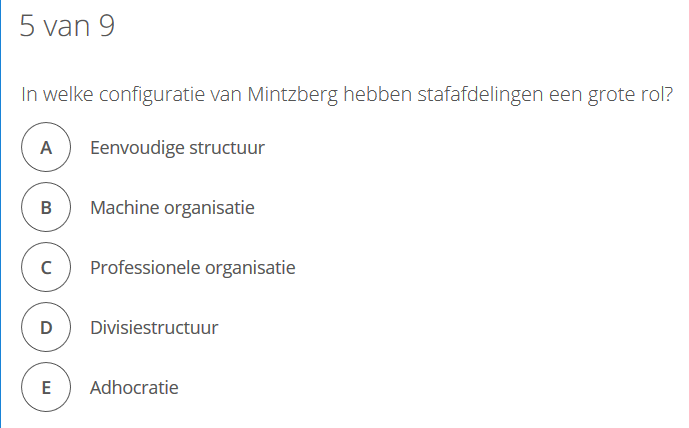 5 van 9
In welke configuratie van Mintzberg hebben stafafdelingen een grote rol?
A Eenvoudige structuur
B Machine organisatie
C Professionele organisatie
D Divisiestructuur
E Adhocratie